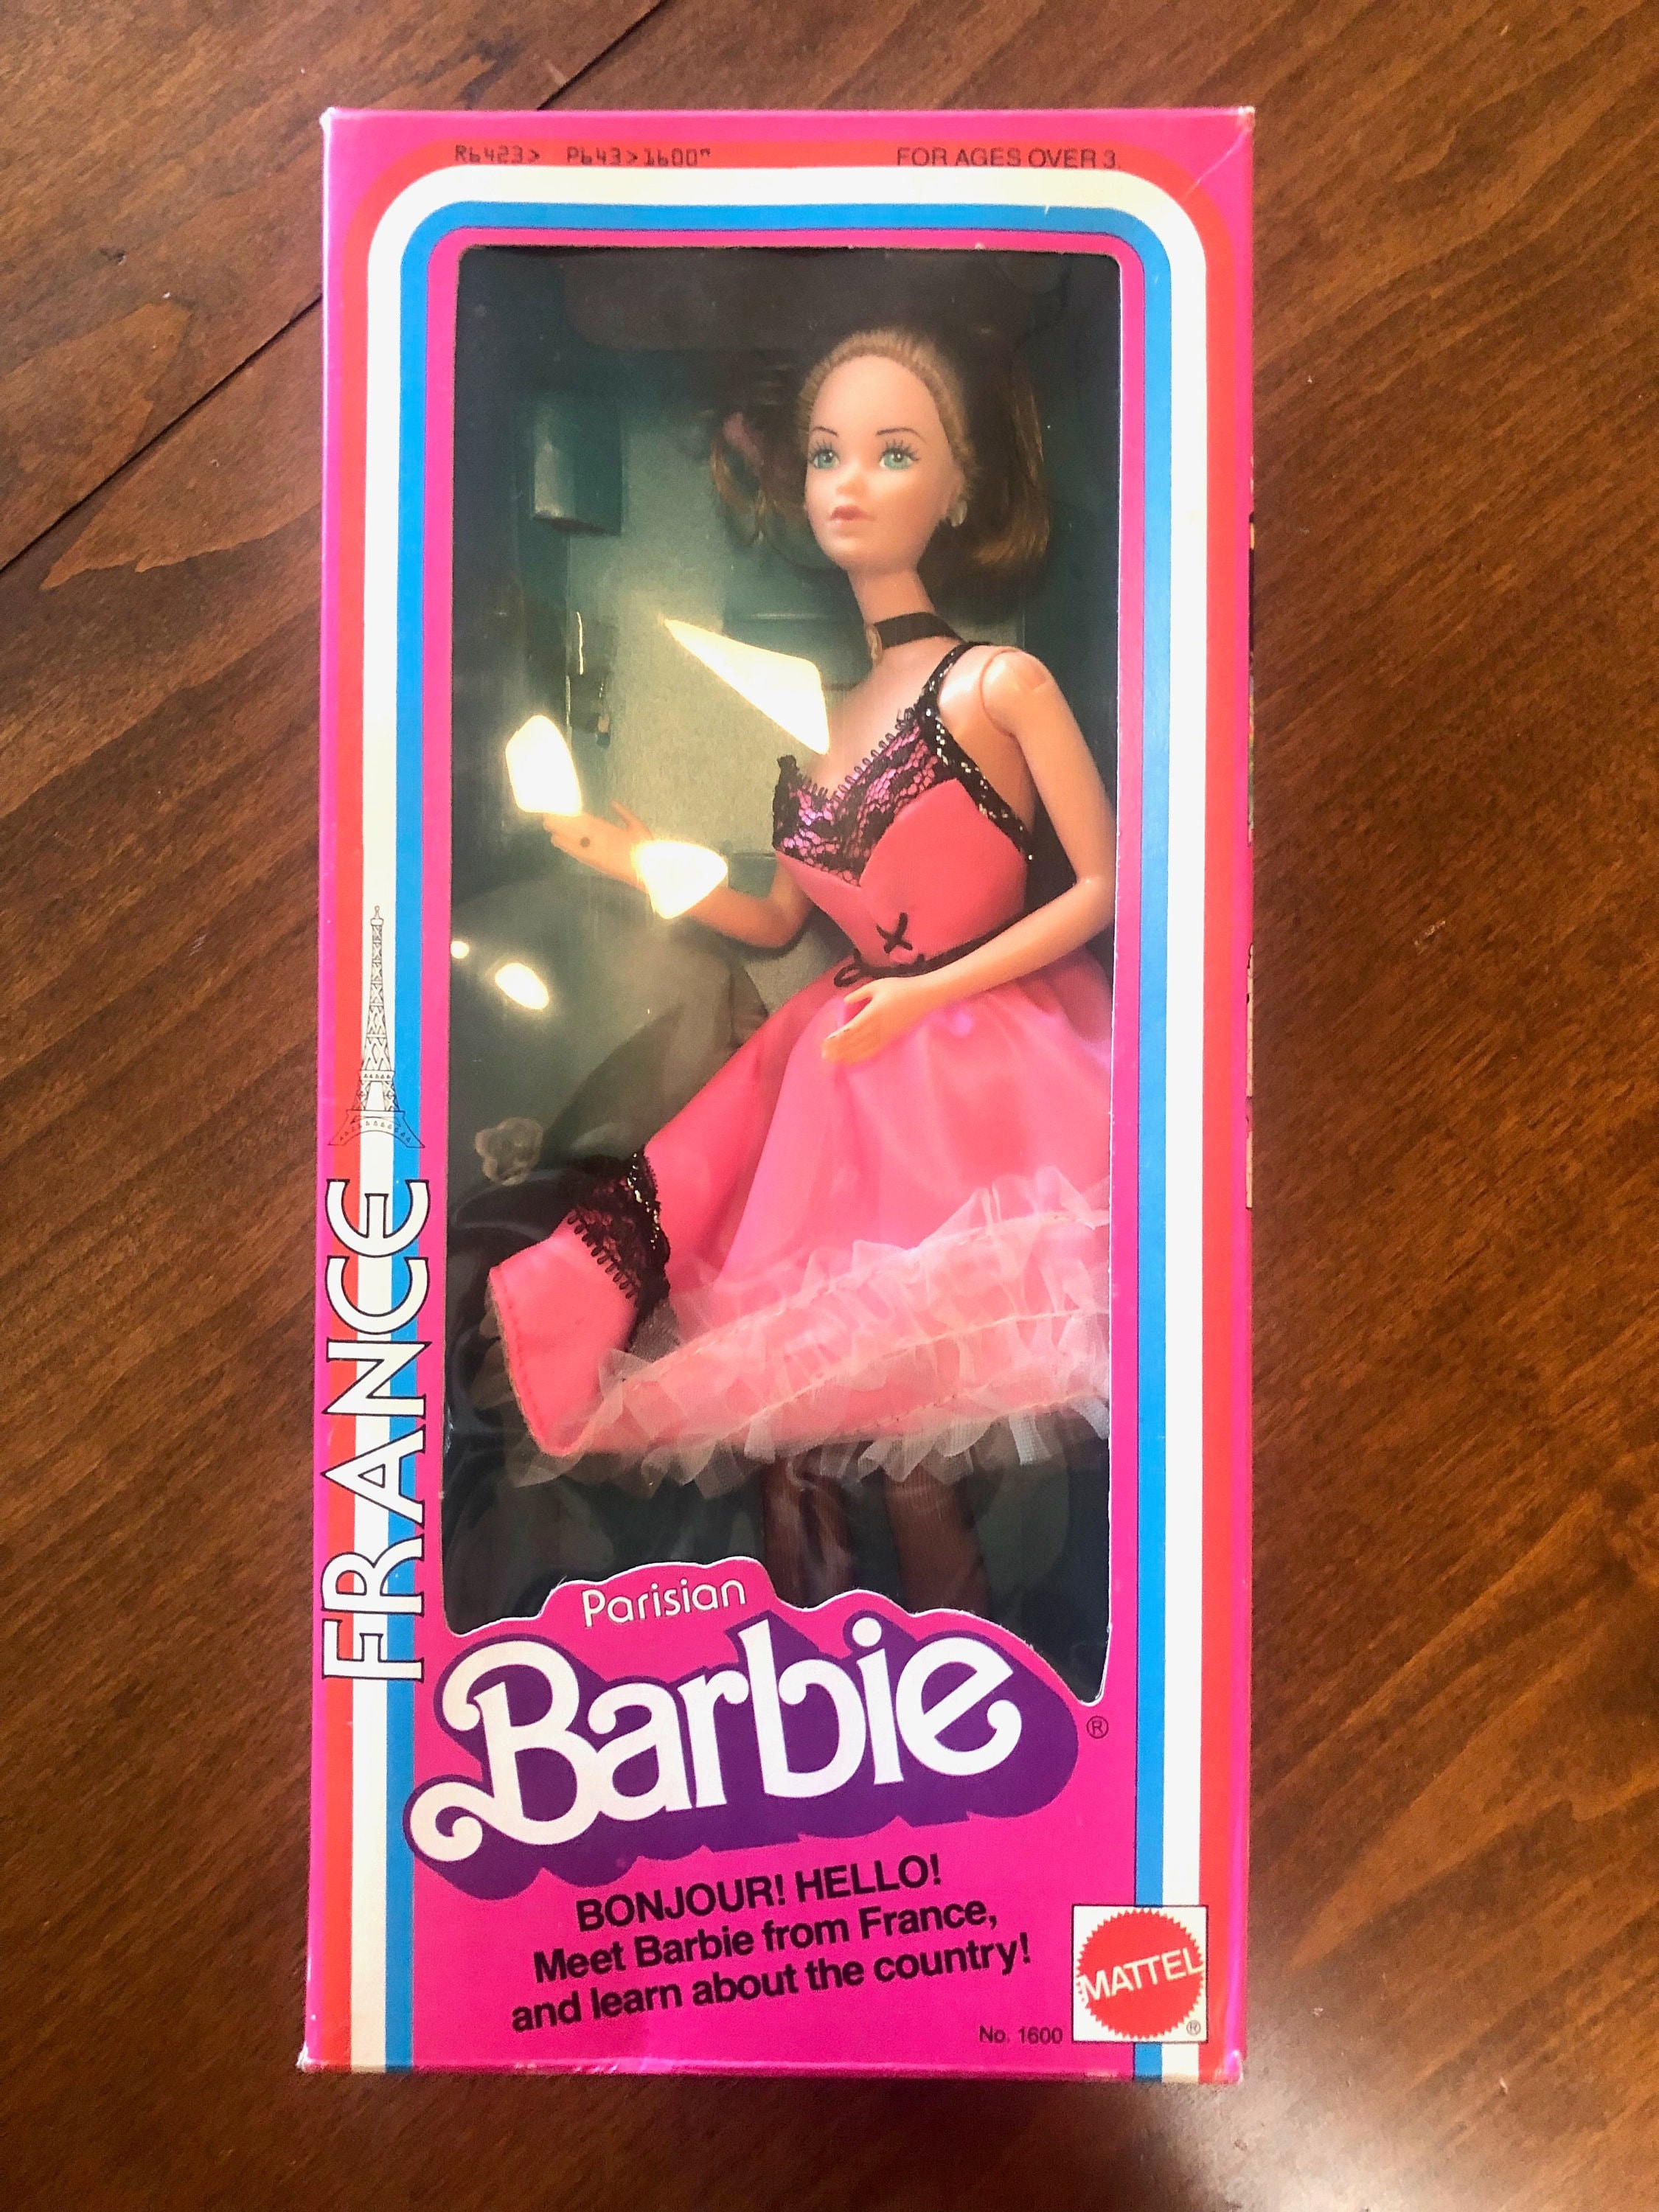 R6423> P643>1600"
FOR AGES OVER 3.
FRANCE
Parisian
Barbie
®
BONJOUR! HELLO!
Meet Barbie from France,
and learn about the country!
No. 1600
MATTEL
®